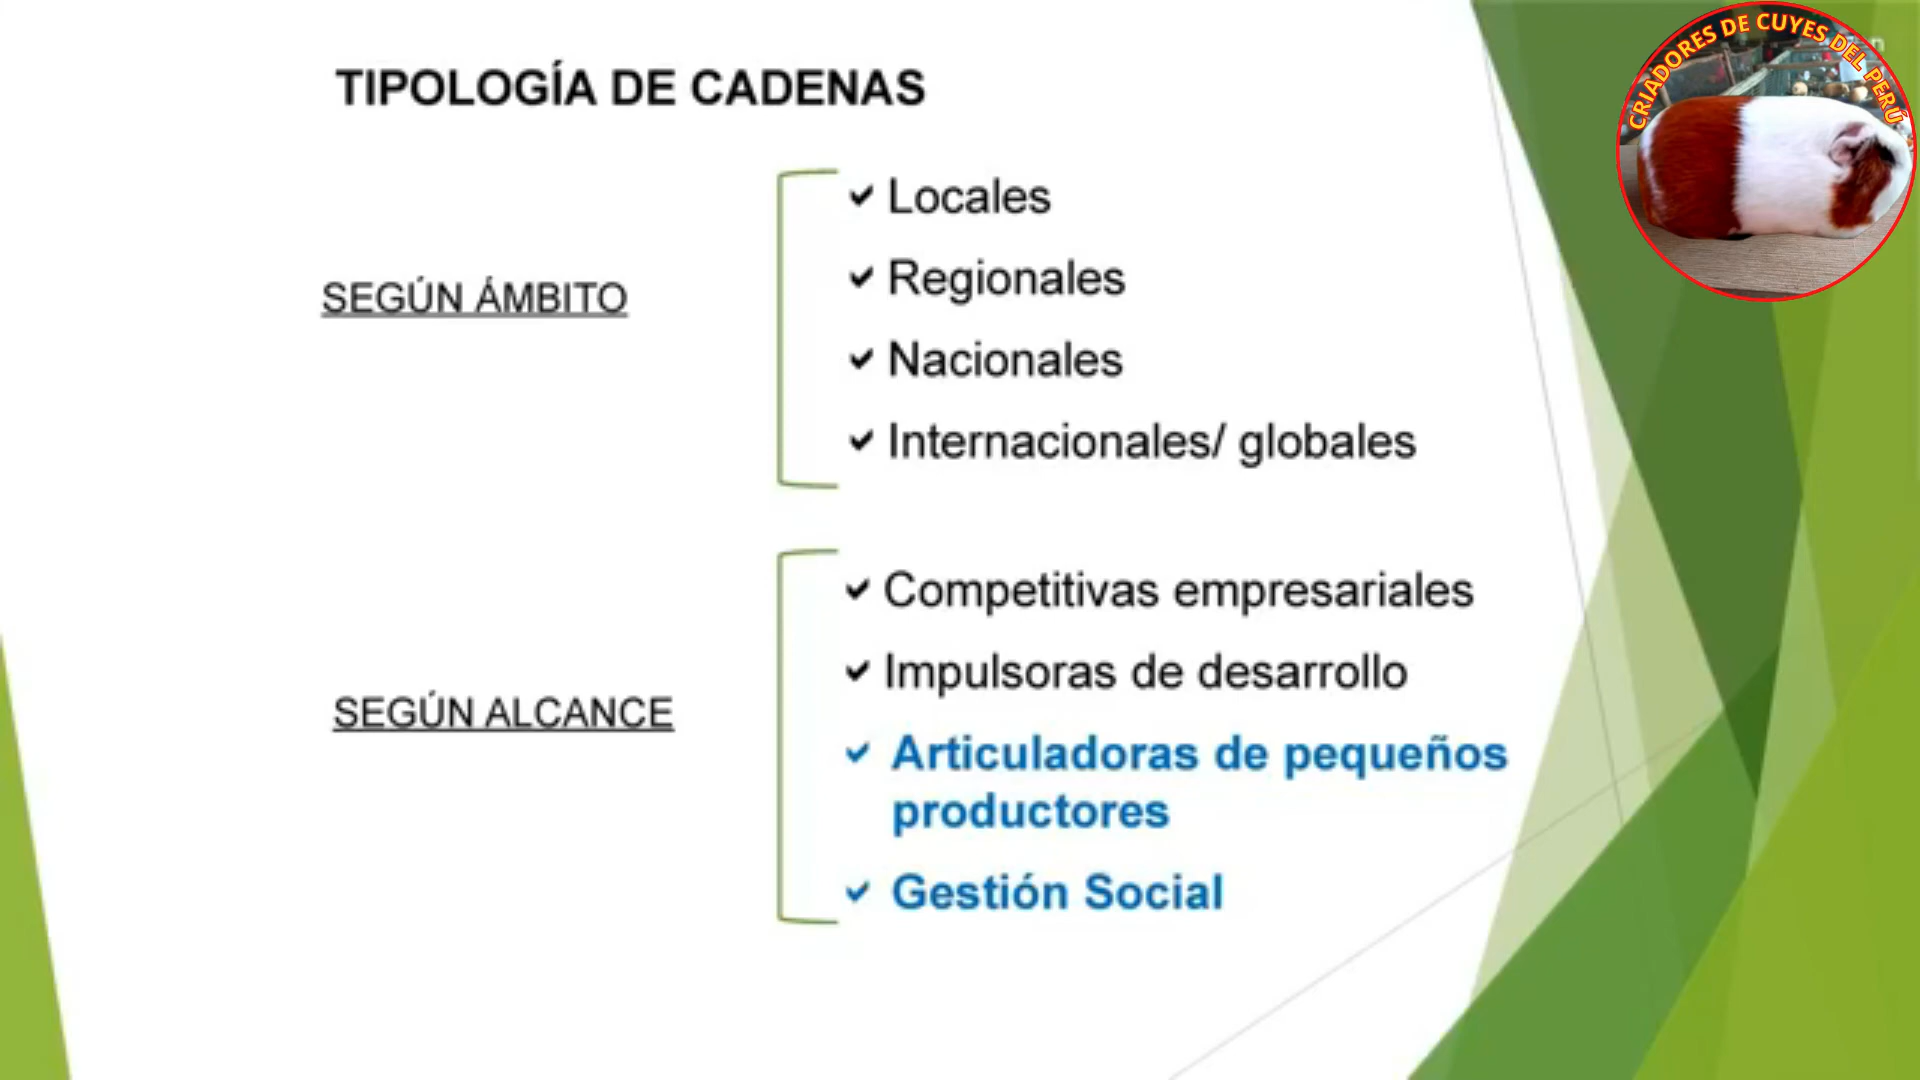 TIPOLOGÍA DE CADENAS
CRIADORES DE CUYES DEL PERÚ
SEGÚN ÁMBITO
Locales
Regionales
Nacionales
Internacionales/ globales
SEGÚN ALCANCE
Competitivas empresariales
Impulsoras de desarrollo
Articuladoras de pequeños
productores
Gestión Social